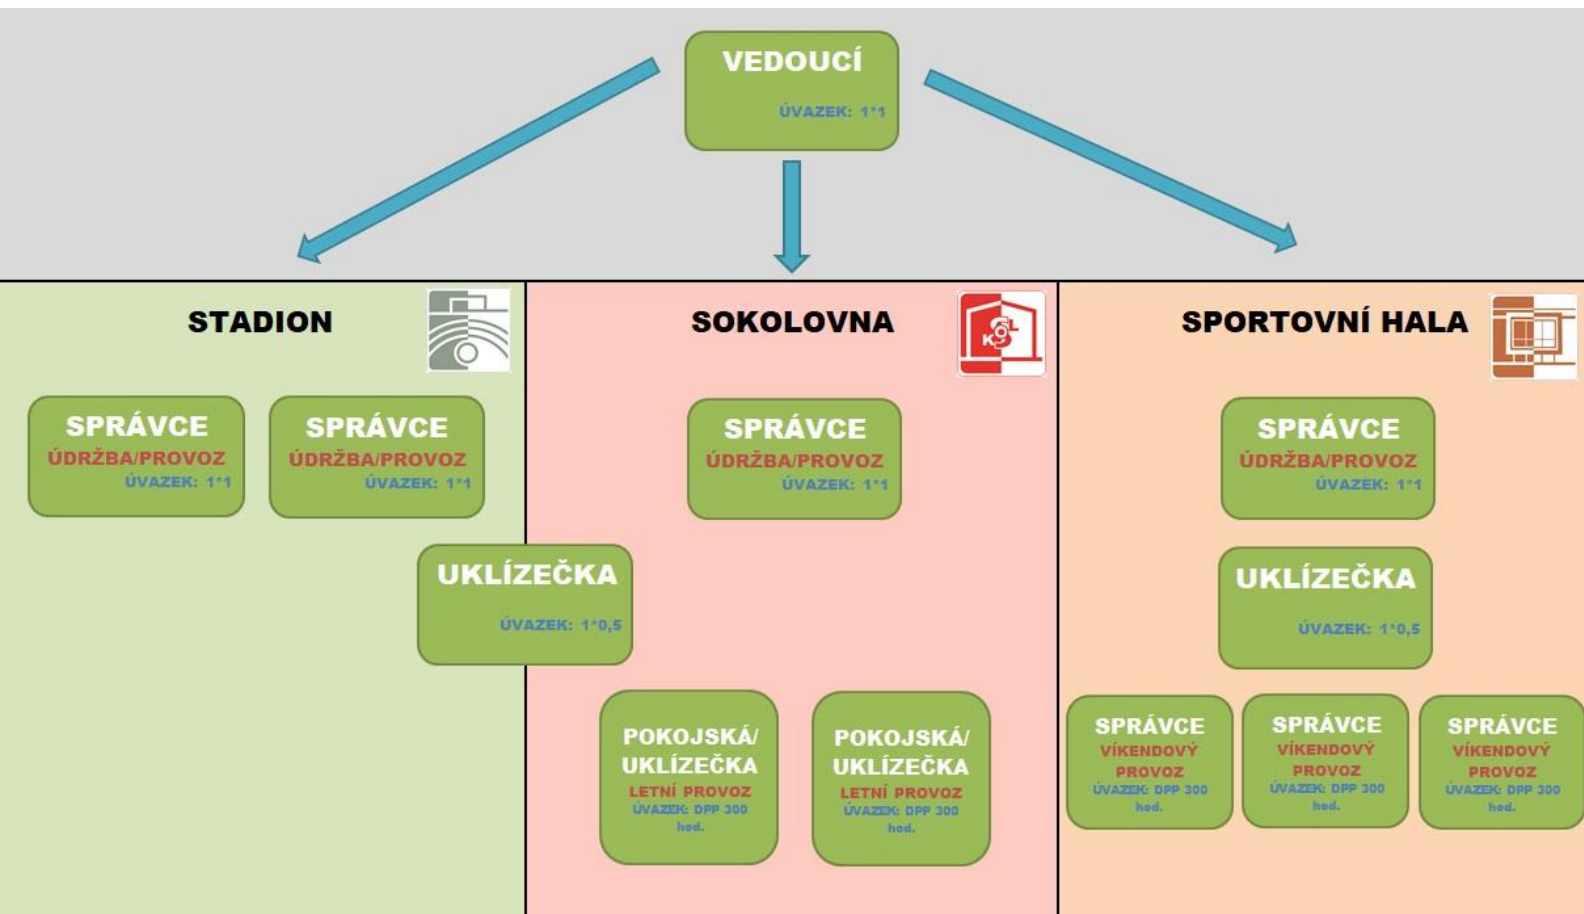 VEDOUCÍ
ÚVAZEK: 1*1
STADION
SPRÁVCE
ÚDRŽBA/PROVOZ
ÚVAZEK: 1*1
SPRÁVCE
ÚDRŽBA/PROVOZ
ÚVAZEK: 1*1
UKLÍZEČKA
ÚVAZEK: 1*0,5
SOKOLOVNA
SOKOL
SPRÁVCE
ÚDRŽBA/PROVOZ
ÚVAZEK: 1*1
POKOJSKÁ/
UKLÍZEČKA
LETNÍ PROVOZ
ÚVAZEK: DPP 300
hod.
POKOJSKÁ/
UKLÍZEČKA
LETNÍ PROVOZ
ÚVAZEK: DPP 300
hod.
SPORTOVNÍ HALA
SPRÁVCE
ÚDRŽBA/PROVOZ
ÚVAZEK: 1*1
UKLÍZEČKA
ÚVAZEK: 1*0,5
SPRÁVCE
VÍKENDOVÝ
PROVOZ
ÚVAZEK: DPP 300
hod.
SPRÁVCE
VÍKENDOVÝ
PROVOZ
ÚVAZEK: DPP 300
hod.
SPRÁVCE
VÍKENDOVÝ
PROVOZ
ÚVAZEK: DPP 300
hod.